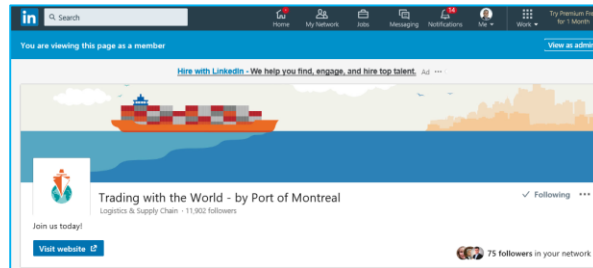 in Search
Home My Network Jobs Messaging 14 Notifications Me Work Try Premium Fre
for 1 Month
You are viewing this page as a member View as admi
Hire with LinkedIn - We help you find, engage, and hire top talent. Ad ...
Trading with the World - by Port of Montreal Following ...
Logistics & Supply Chain - 11,902 followers
Join us today!
Visit website 75 followers in your network